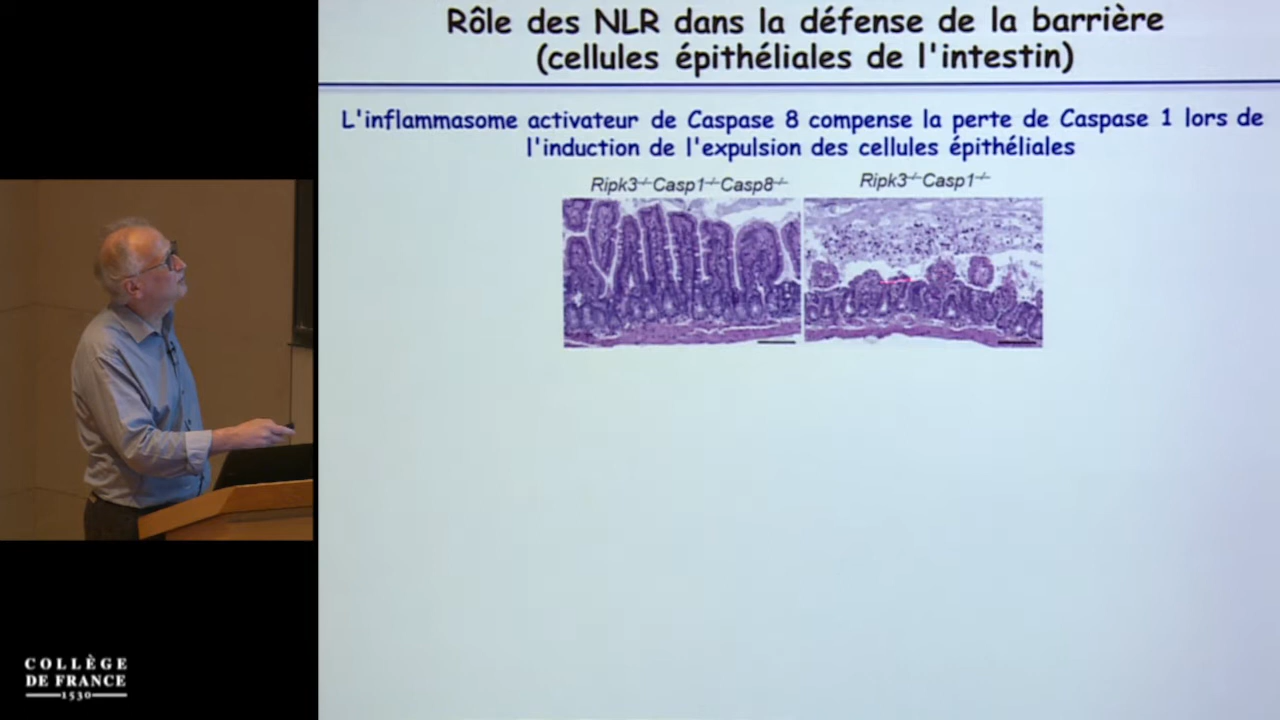 Rôle des NLR dans la défense de la barrière
(cellules épithéliales de l'intestin)
L'inflammasome activateur de Caspase 8 compense la perte de Caspase 1 lors de
l'induction de l'expulsion des cellules épithéliales
Ripk3-/-Casp1-/-Casp8-/-
Ripk3-/-Casp1-/-
COLLÈGE
DE FRANCE
1530